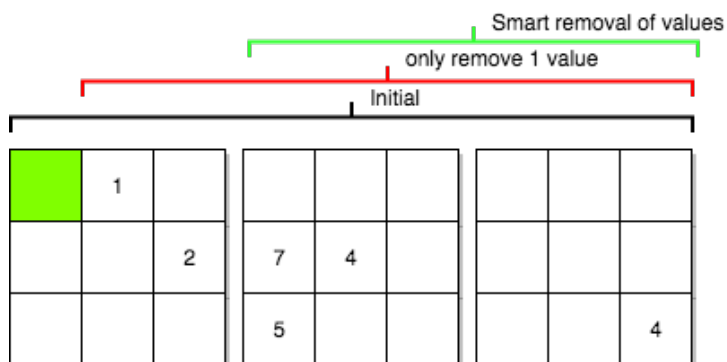 Smart removal of values
only remove 1 value
Initial
1
2 7 4
5 4